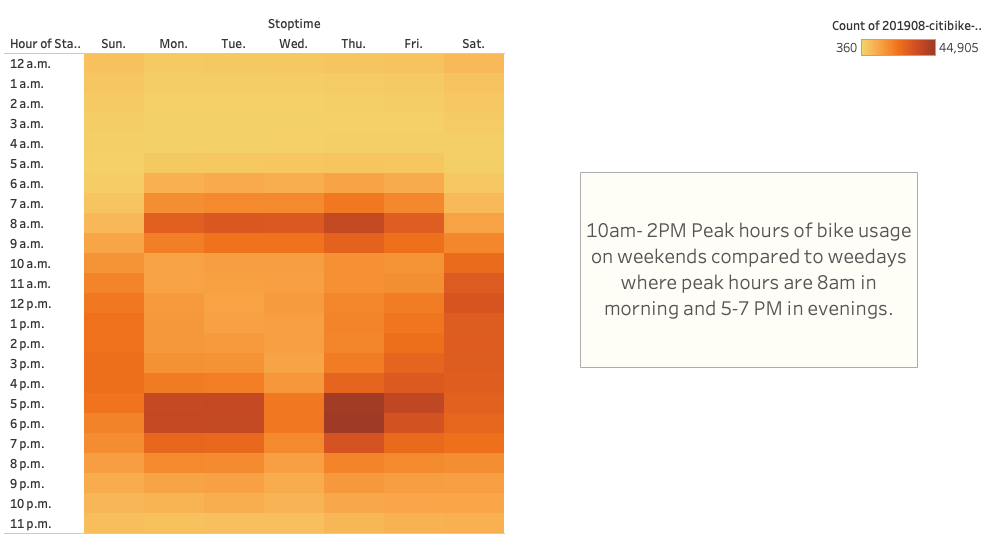 Stoptime
Hour of Sta.. Sun. Mon. Tue. Wed. Thu. Fri. Sat.
12 a.m.
1 a.m.
2 a.m.
3 a.m.
4 a.m.
5 a.m.
6 a.m.
7 a.m.
8 a.m.
9 a.m.
10 a.m.
11 a.m.
12 p.m.
1 p.m.
2 p.m.
3 p.m.
4 p.m.
5 p.m.
6 p.m.
7 p.m.
8 p.m.
9 p.m.
10 p.m.
11 p.m.
Count of 201908-citibike-..
360 44,905
10am- 2PM Peak hours of bike usage
on weekends compared to weedays
where peak hours are 8am in
morning and 5-7 PM in evenings.